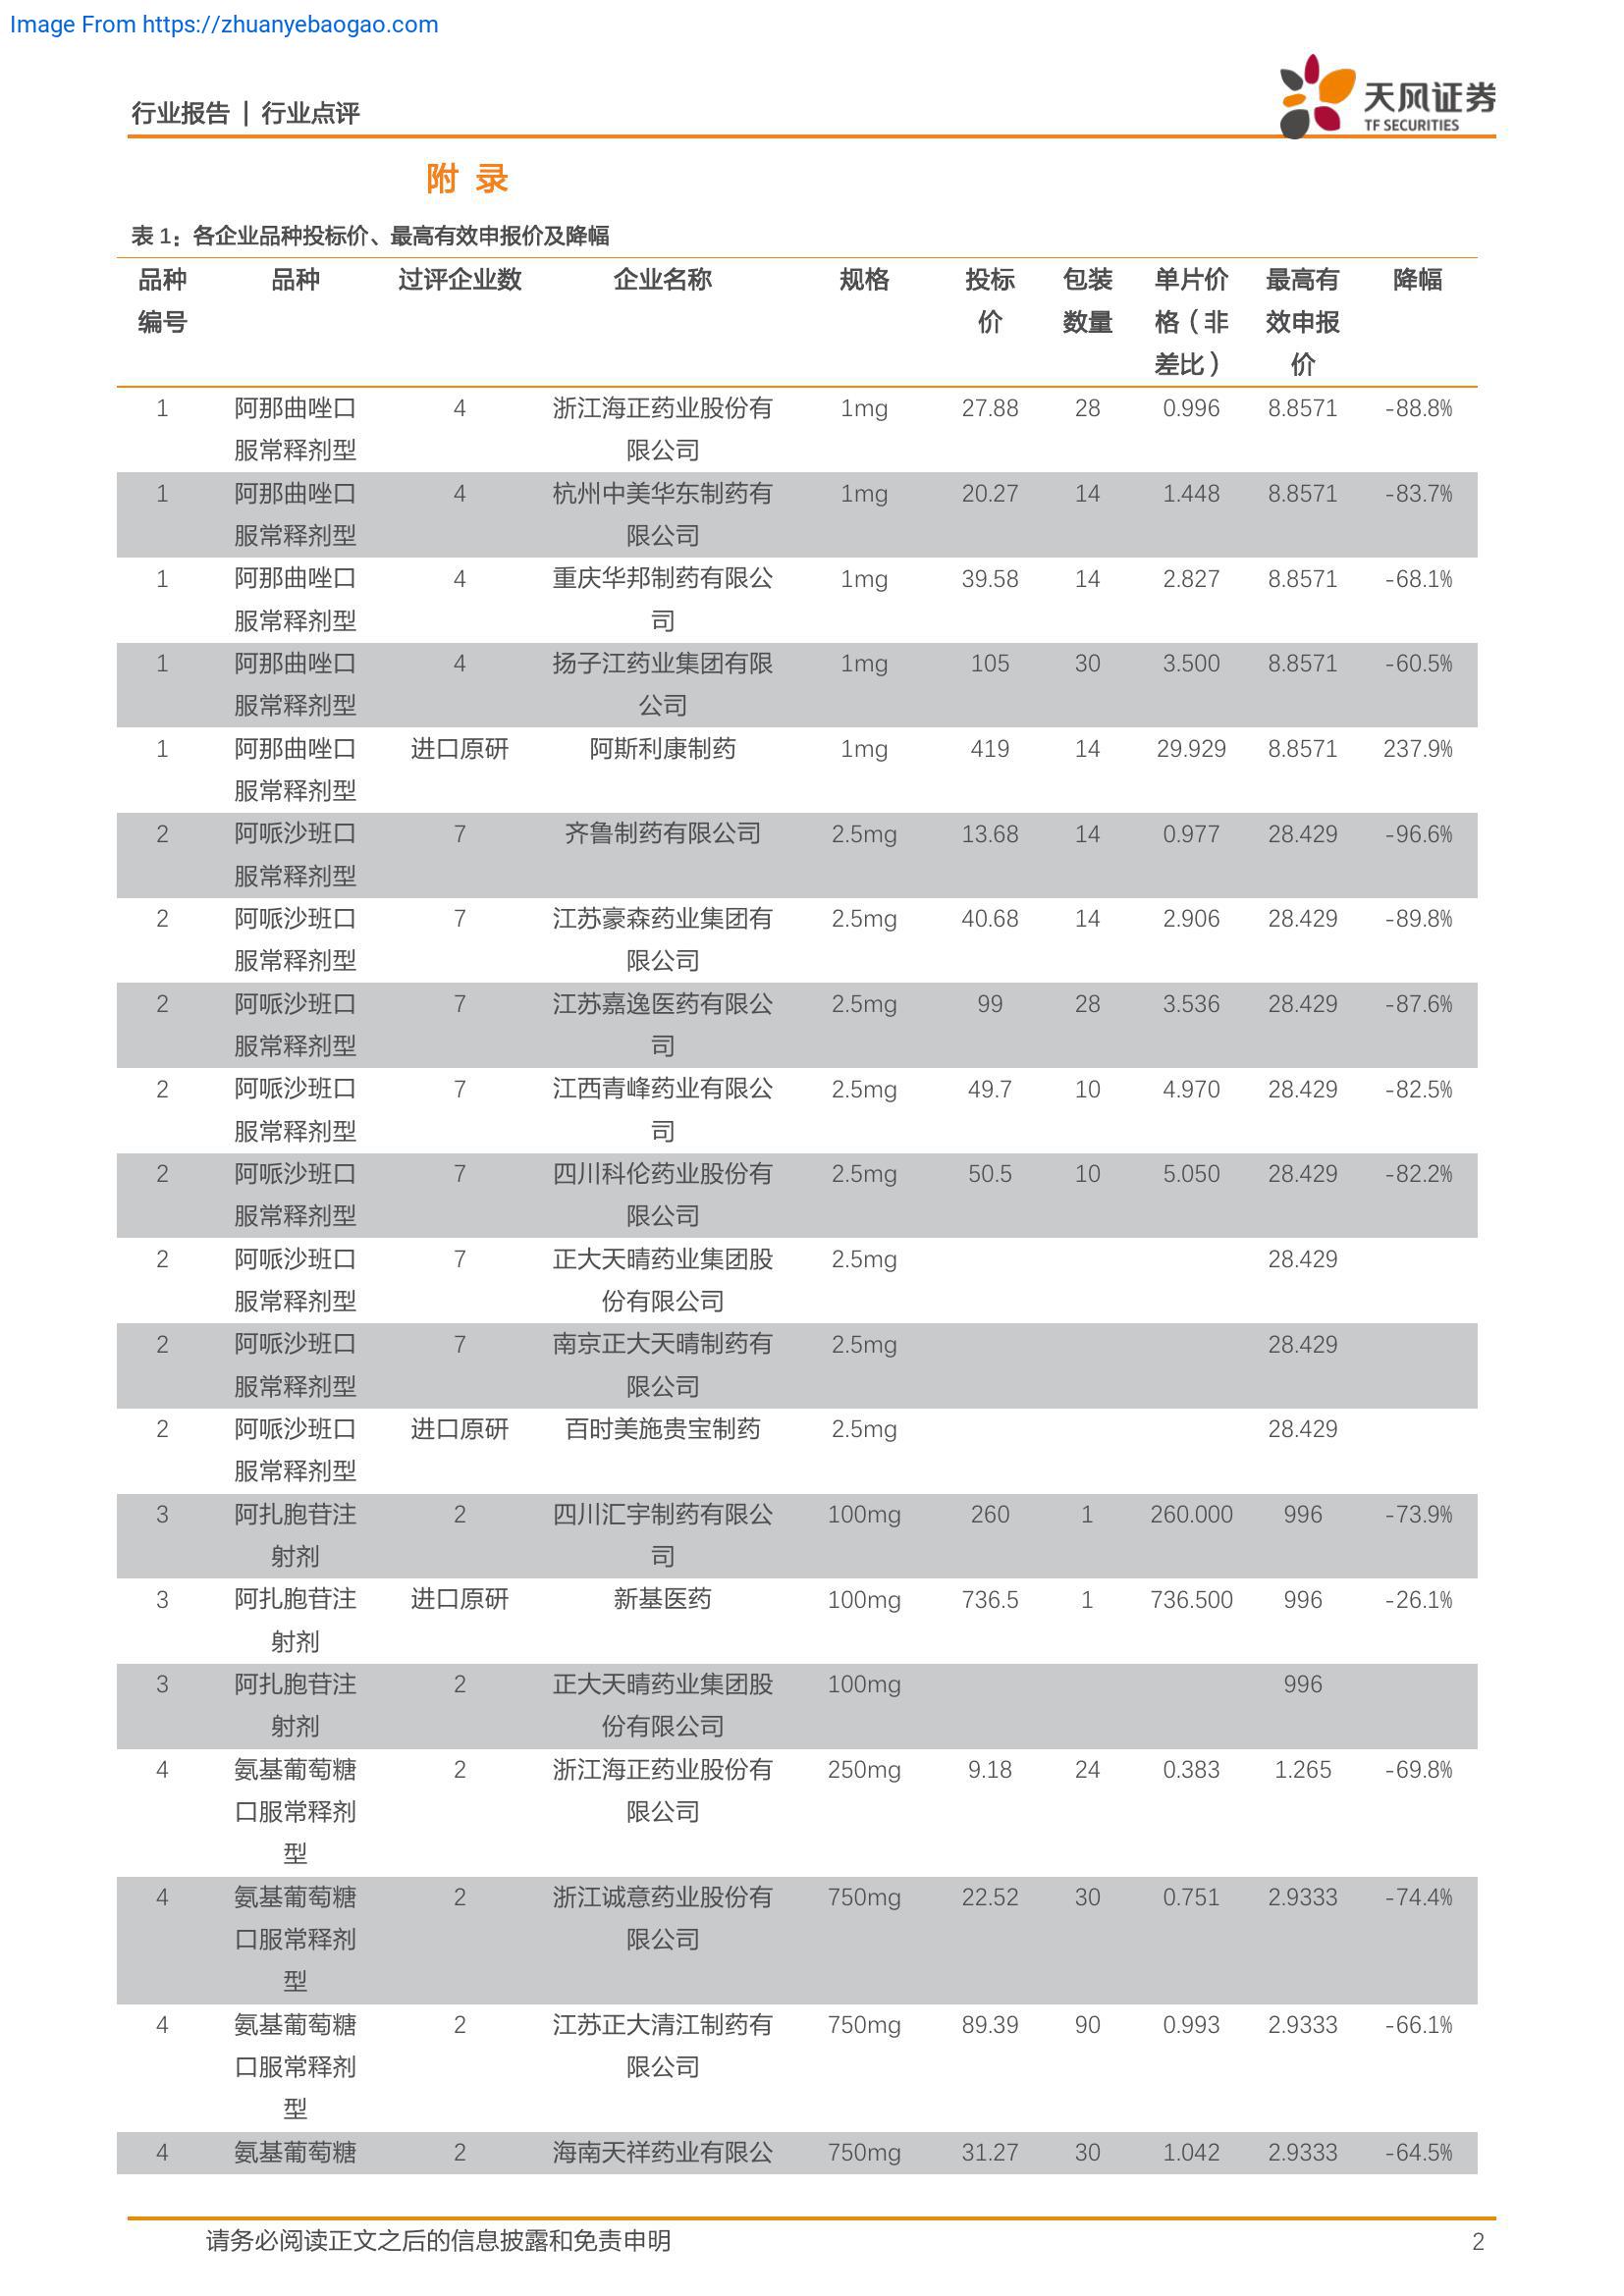 Image From https://zhuanyebaogao.com
天风证券
TF SECURITIES
行业报告 | 行业点评
附 录
表 1：各企业品种投标价、最高有效申报价及降幅
品种 品种 过评企业数 企业名称 规格 投标 包装 单片价 最高有 降幅
编号 价 数量 格（非 效申报
差比） 价
1 阿那曲唑口 4 浙江海正药业股份有 1mg 27.88 28 0.996 8.8571 -88.8%
服常释剂型 限公司
1 阿那曲唑口 4 杭州中美华东制药有 1mg 20.27 14 1.448 8.8571 -83.7%
服常释剂型 限公司
1 阿那曲唑口 4 重庆华邦制药有限公 1mg 39.58 14 2.827 8.8571 -68.1%
服常释剂型 司
1 阿那曲唑口 4 扬子江药业集团有限 1mg 105 30 3.500 8.8571 -60.5%
服常释剂型 公司
1 阿那曲唑口 进口原研 阿斯利康制药 1mg 419 14 29.929 8.8571 237.9%
服常释剂型
2 阿哌沙班口 7 齐鲁制药有限公司 2.5mg 13.68 14 0.977 28.429 -96.6%
服常释剂型
2 阿哌沙班口 7 江苏豪森药业集团有 2.5mg 40.68 14 2.906 28.429 -89.8%
服常释剂型 限公司
2 阿哌沙班口 7 江苏嘉逸医药有限公 2.5mg 99 28 3.536 28.429 -87.6%
服常释剂型 司
2 阿哌沙班口 7 江西青峰药业有限公 2.5mg 49.7 10 4.970 28.429 -82.5%
服常释剂型 司
2 阿哌沙班口 7 四川科伦药业股份有 2.5mg 50.5 10 5.050 28.429 -82.2%
服常释剂型 限公司
2 阿哌沙班口 7 正大天晴药业集团股 2.5mg 28.429
服常释剂型 份有限公司
2 阿哌沙班口 7 南京正大天晴制药有 2.5mg 28.429
服常释剂型 限公司
2 阿哌沙班口 进口原研 百时美施贵宝制药 2.5mg 28.429
服常释剂型
3 阿扎胞苷注 2 四川汇宇制药有限公 100mg 260 1 260.000 996 -73.9%
射剂 司
3 阿扎胞苷注 进口原研 新基医药 100mg 736.5 1 736.500 996 -26.1%
射剂
3 阿扎胞苷注 2 正大天晴药业集团股 100mg 996
射剂 份有限公司
4 氨基葡萄糖 2 浙江海正药业股份有 250mg 9.18 24 0.383 1.265 -69.8%
口服常释剂 限公司
型
4 氨基葡萄糖 2 浙江诚意药业股份有 750mg 22.52 30 0.751 2.9333 -74.4%
口服常释剂 限公司
型
4 氨基葡萄糖 2 江苏正大清江制药有 750mg 89.39 90 0.993 2.9333 -66.1%
口服常释剂 限公司
型
4 氨基葡萄糖 2 海南天祥药业有限公 750mg 31.27 30 1.042 2.9333 -64.5%
请务必阅读正文之后的信息披露和免责申明 2